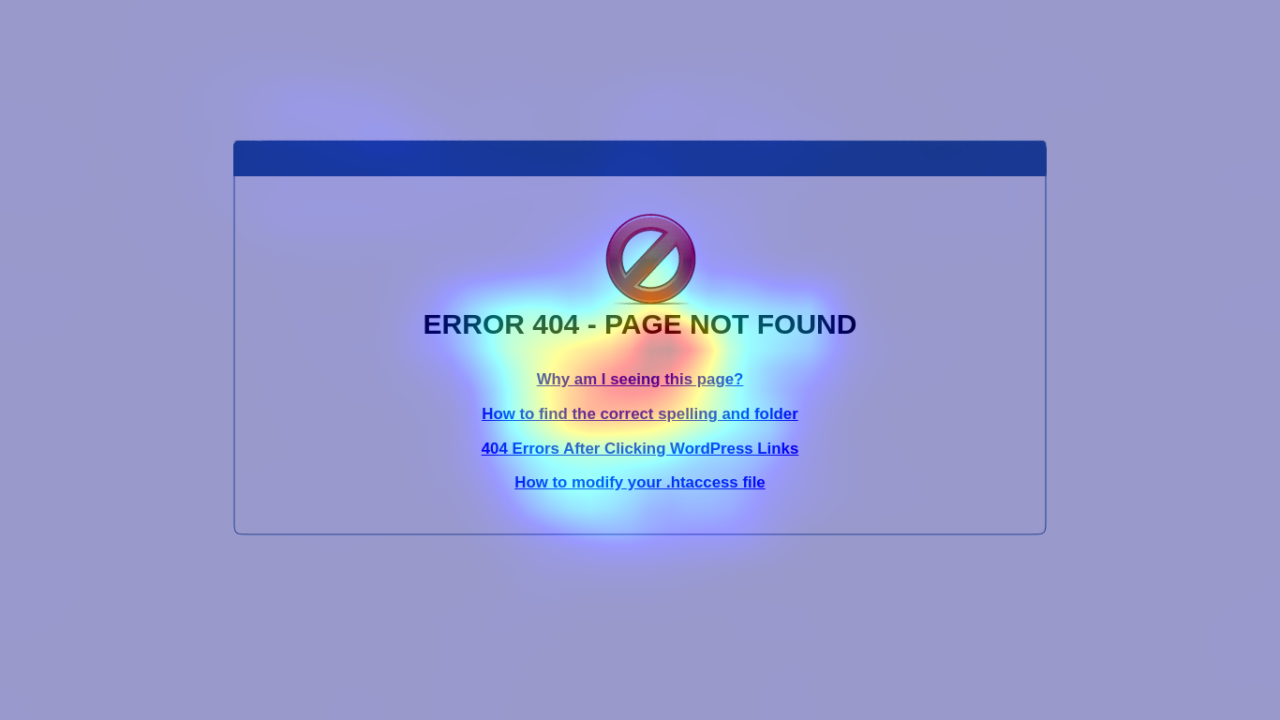 ERROR 404 - PAGE NOT FOUND
Why am I seeing this page?
How to find the correct spelling and folder
404 Errors After Clicking WordPress Links
How to modify your .htaccess file